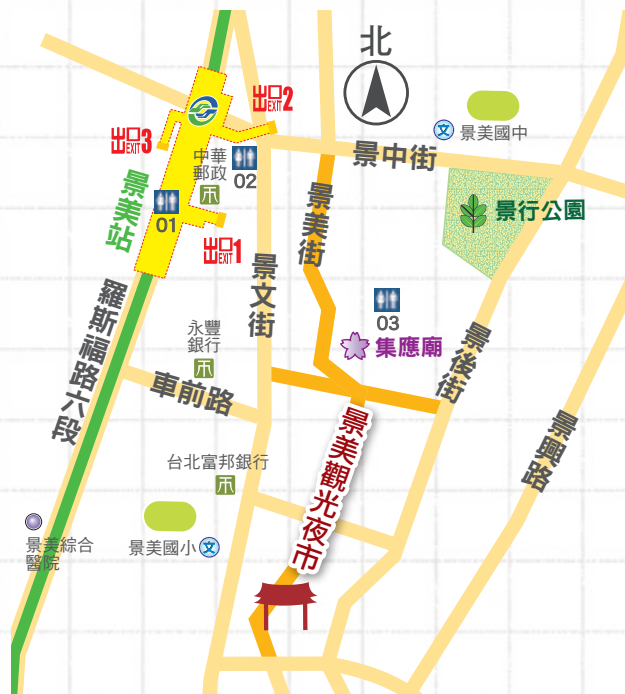 北
出口2
EXIT
景美國中
出口3
EXIT
中華
郵政
02
景中街
景美站
01
景行公園
出口1
EXIT
景美街
景文街
羅斯福路六段
永豐
銀行
03
集應廟
景後街
車前路
景興路
景美觀光夜市
台北富邦銀行
景美綜合
醫院
景美國小
文
文